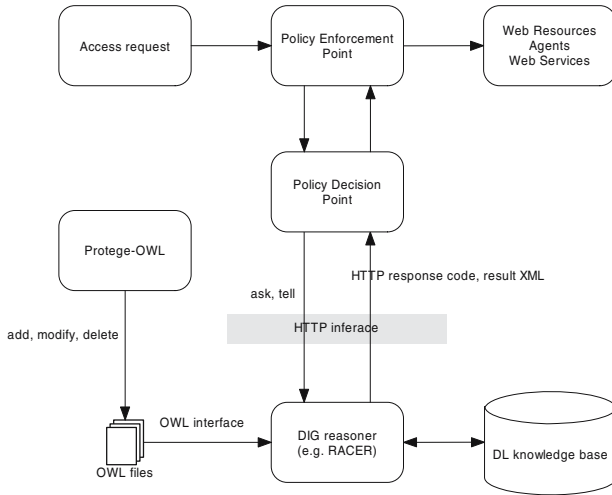 Access request
Policy Enforcement
Point
Web Resources
Agents
Web Services
Policy Decision
Point
Protege-OWL
HTTP response code, result XML
ask, tell
HTTP inferace
add, modify, delete
OWL interface
DIG reasoner
(e.g. RACER)
DL knowledge base
OWL files